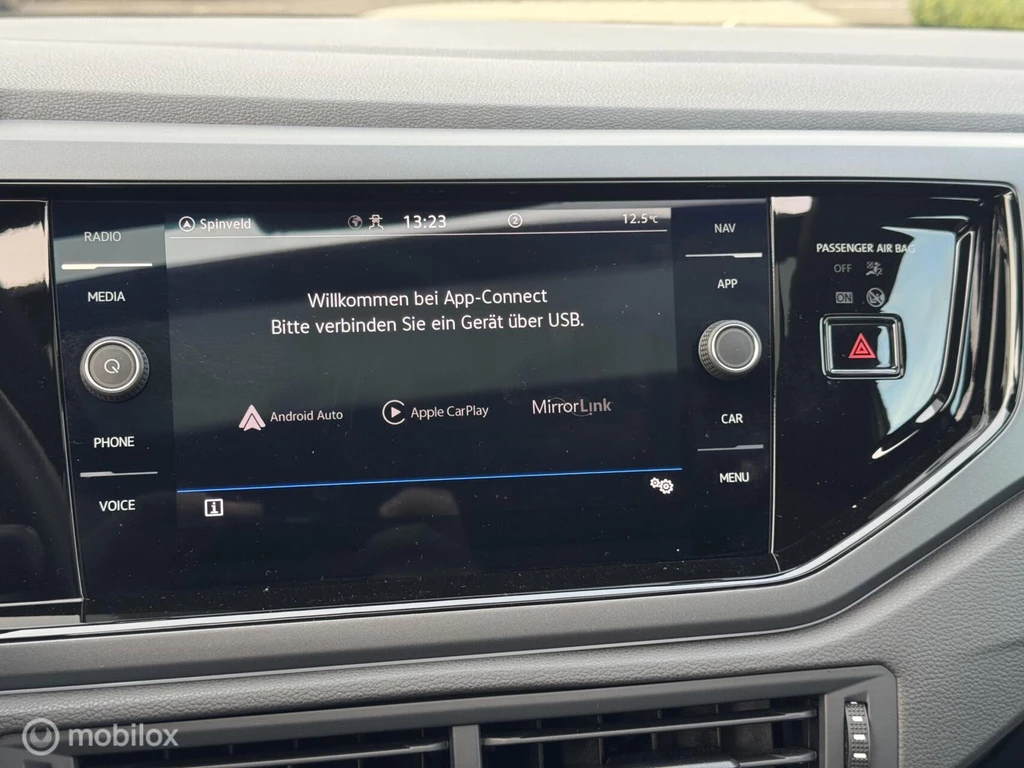 Spinveld 13:23 2 12.5°C
RADIO
MEDIA
PHONE
VOICE
Willkommen bei App-Connect
Bitte verbinden Sie ein Gerät über USB.
Android Auto
Apple CarPlay
MirrorLink
i
NAV
APP
CAR
MENU
PASSENGER AIR BAG
OFF
ON
mobilox